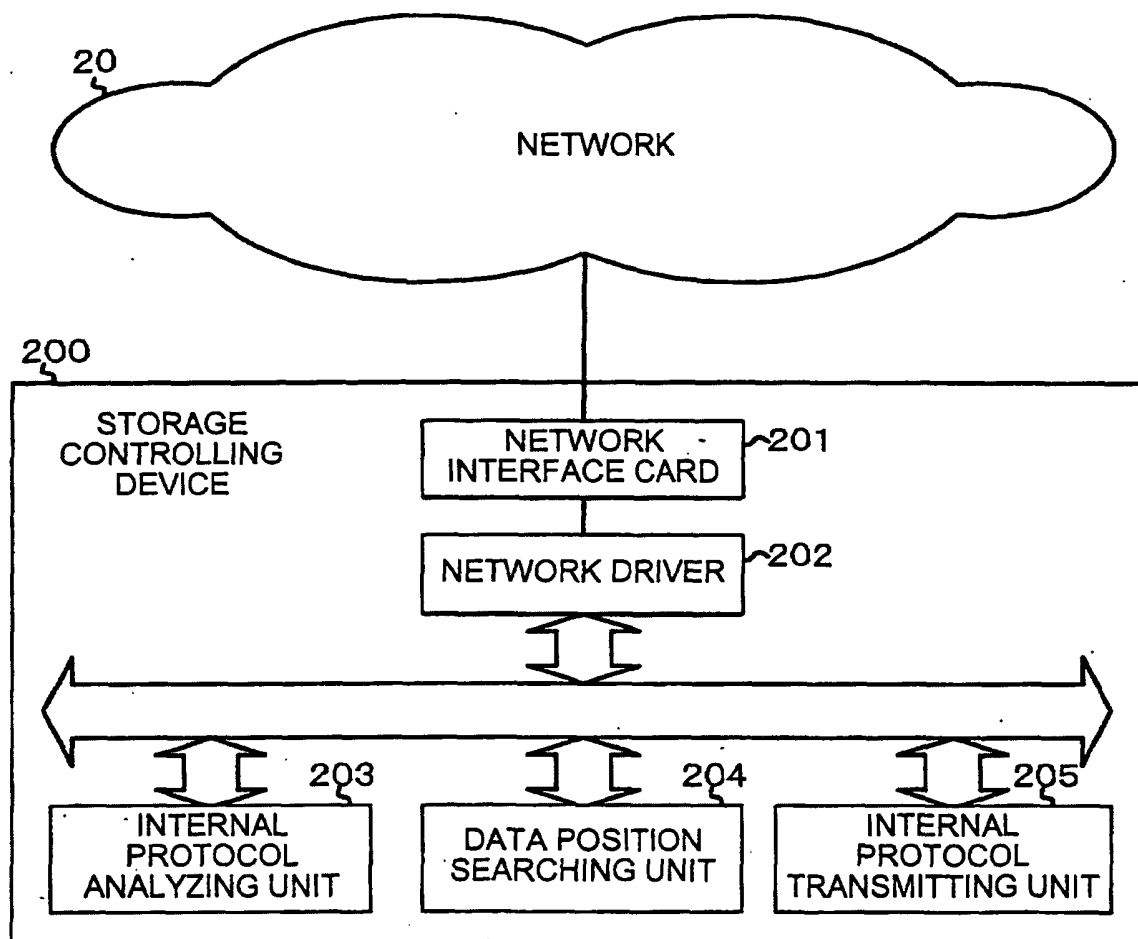 20
NETWORK
200
STORAGE
CONTROLLING
DEVICE
NETWORK
INTERFACE CARD
201
NETWORK DRIVER
202
203
INTERNAL
PROTOCOL
ANALYZING UNIT
204
DATA POSITION
SEARCHING UNIT
205
INTERNAL
PROTOCOL
TRANSMITTING UNIT